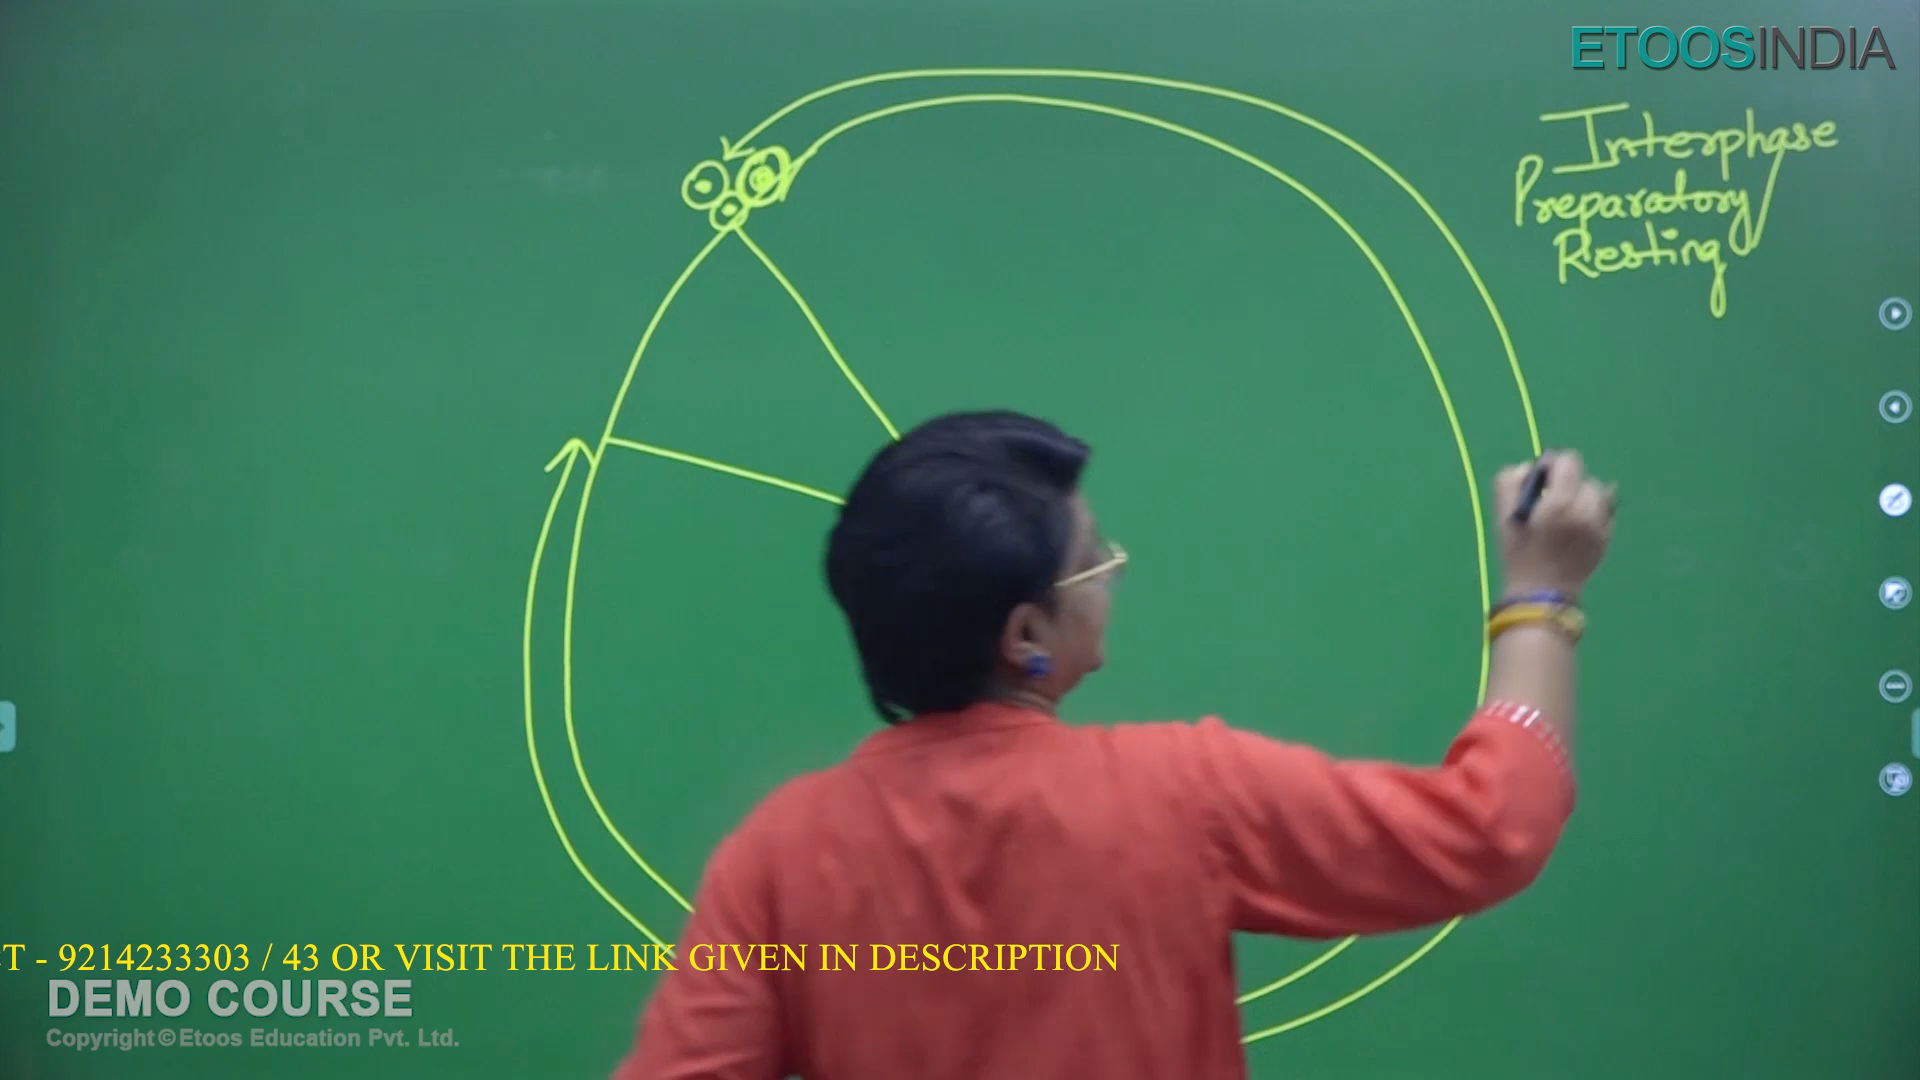 ETOOSINDIA
Interphase
Preparatory
Resting
T - 9214233303 / 43 OR VISIT THE LINK GIVEN IN DESCRIPTION
DEMO COURSE
Copyright © Etoos Education Pvt. Ltd.